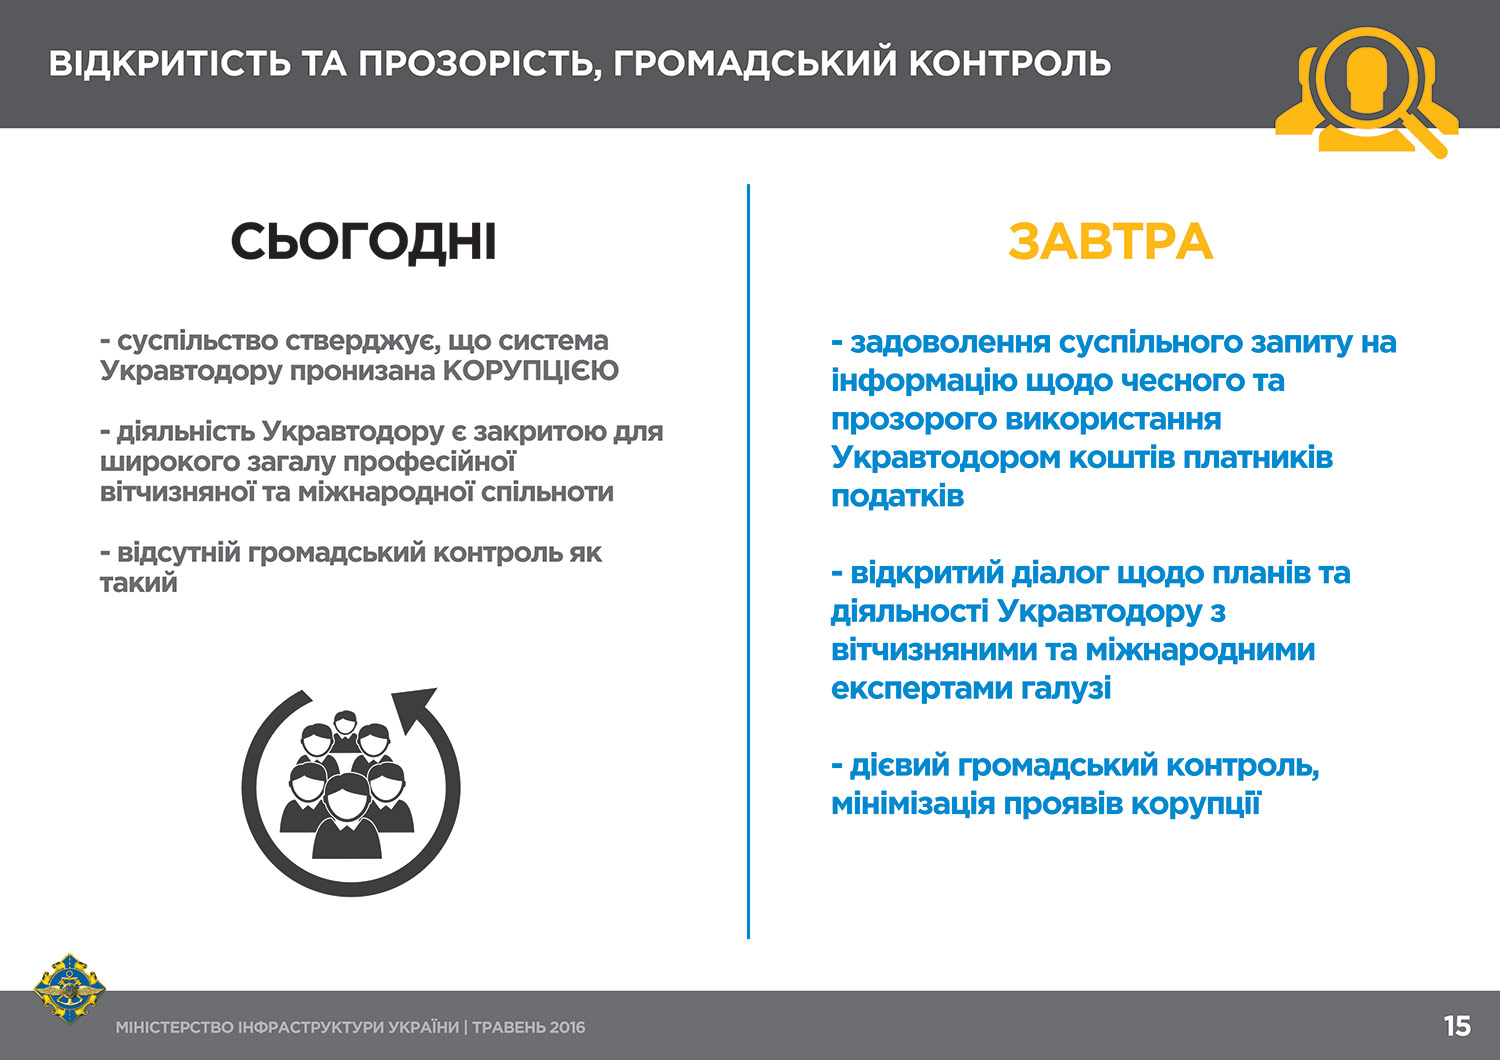 ВІДКРИТІСТЬ ТА ПРОЗОРІСТЬ, ГРОМАДСЬКИЙ КОНТРОЛЬ
СЬОГОДНІ
- суспільство стверджує, що система
Укравтодору пронизана КОРУПЦІЄЮ
- діяльність Укравтодору є закритою для
широкого загалу професійної
вітчизняної та міжнародної спільноти
- відсутній громадський контроль як
такий
ЗАВТРА
- задоволення суспільного запиту на
інформацію щодо чесного та
прозорого використання
Укравтодором коштів платників
податків
- відкритий діалог щодо планів та
діяльності Укравтодору з
вітчизняними та міжнародними
експертами галузі
- дієвий громадський контроль,
мінімізація проявів корупції
МІНІСТЕРСТВО ІНФРАСТРУКТУРИ УКРАЇНИ | ТРАВЕНЬ 2016
15